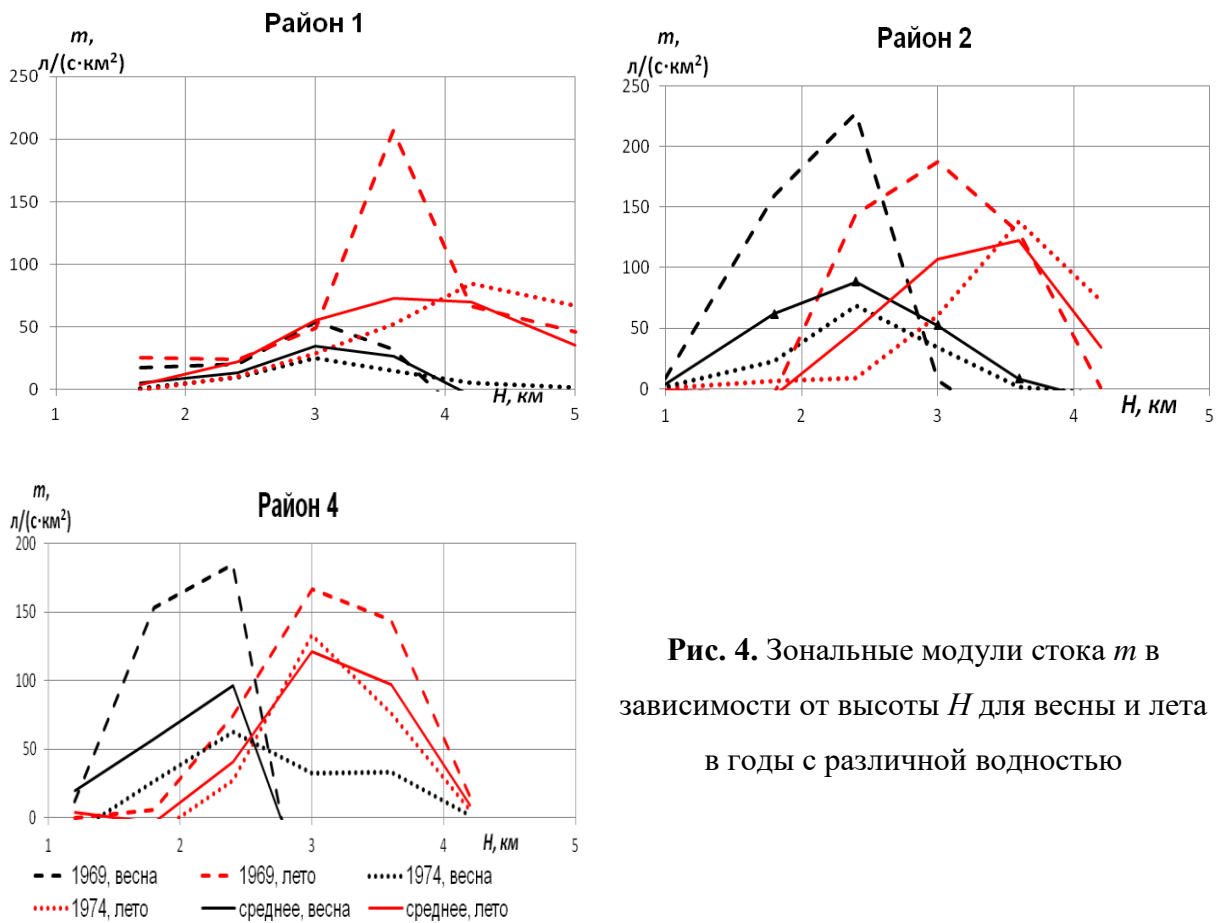 Район 1
m,
л/(с·км²)
250
200
150
100
50
0
1 2 3 4 5
H, км
Район 2
m,
л/(с·км²)
250
200
150
100
50
0
1 2 3 4 5
H, км
Район 4
m,
л/(с·км²)
200
150
100
50
0
1 2 3 4 5
H, км
1969, весна 1969, лето 1974, весна
1974, лето среднее, весна среднее, лето
Рис. 4. Зональные модули стока m в
зависимости от высоты H для весны и лета
в годы с различной водностью